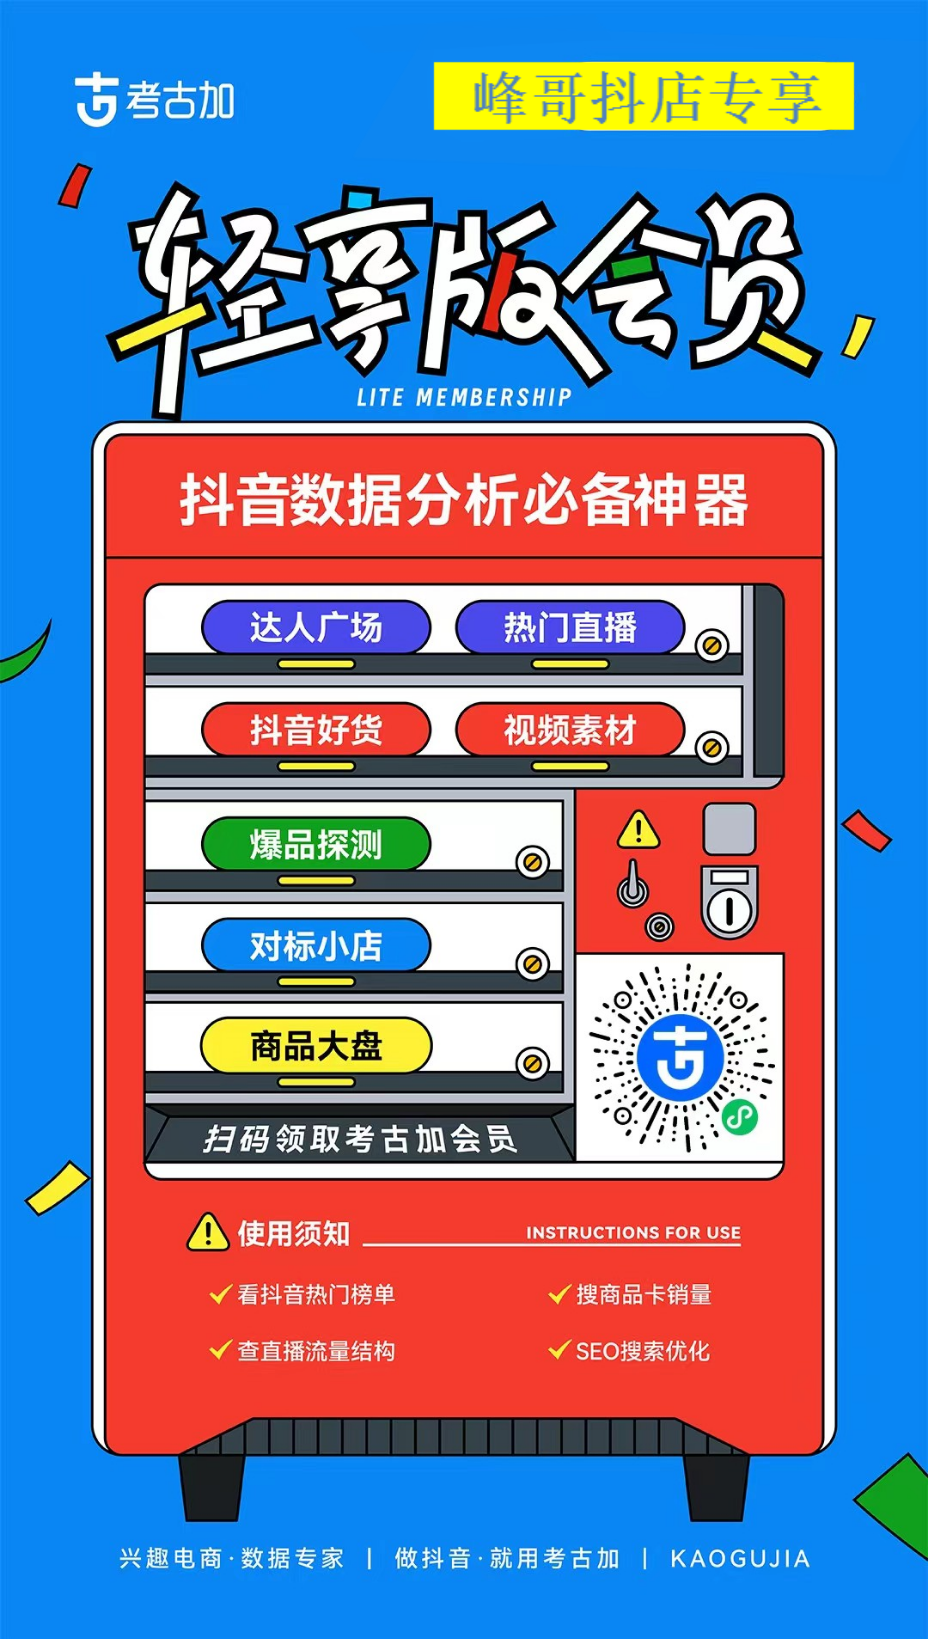 考古加
峰哥抖店专享
轻享版会员
LITE MEMBERSHIP
抖音数据分析必备神器
达人广场 热门直播
抖音好货 视频素材
爆品探测
对标小店
商品大盘
扫码领取考古加会员
使用须知 INSTRUCTIONS FOR USE
看抖音热门榜单 搜商品卡销量
查直播流量结构 SEO搜索优化
兴趣电商·数据专家 | 做抖音·就用考古加 | KAOGUJIA